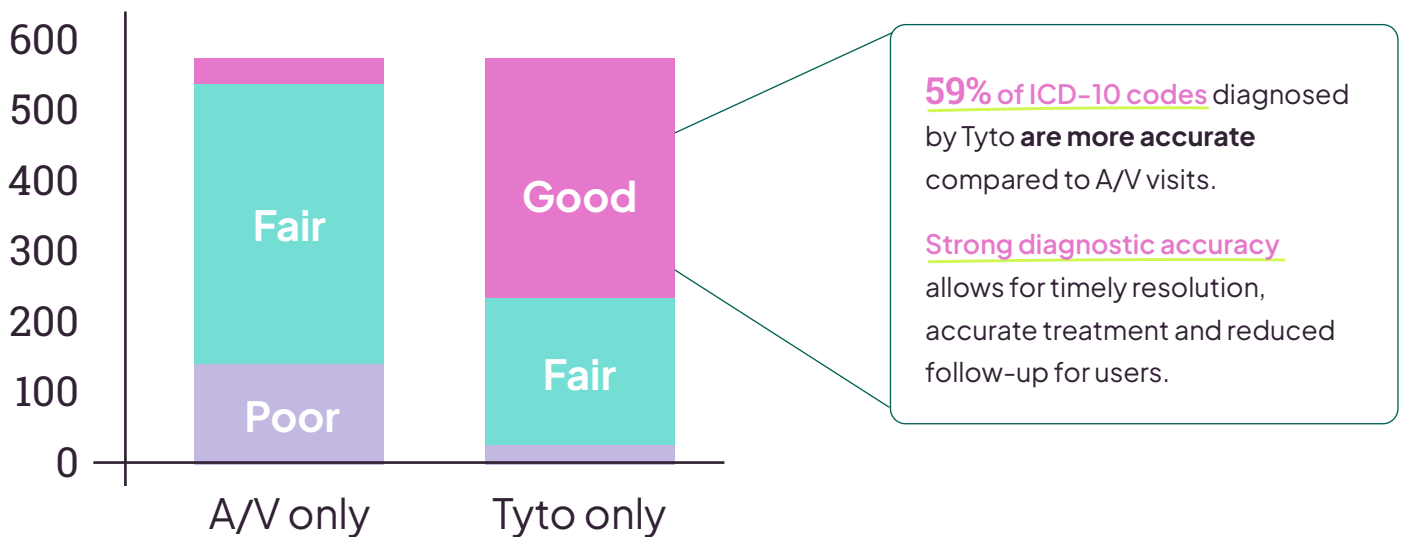 600
500
400
300
200
100
0
Fair
Poor
A/V only
Good
Fair
Tyto only
59% of ICD-10 codes diagnosed
by Tyto are more accurate
compared to A/V visits.
Strong diagnostic accuracy
allows for timely resolution,
accurate treatment and reduced
follow-up for users.